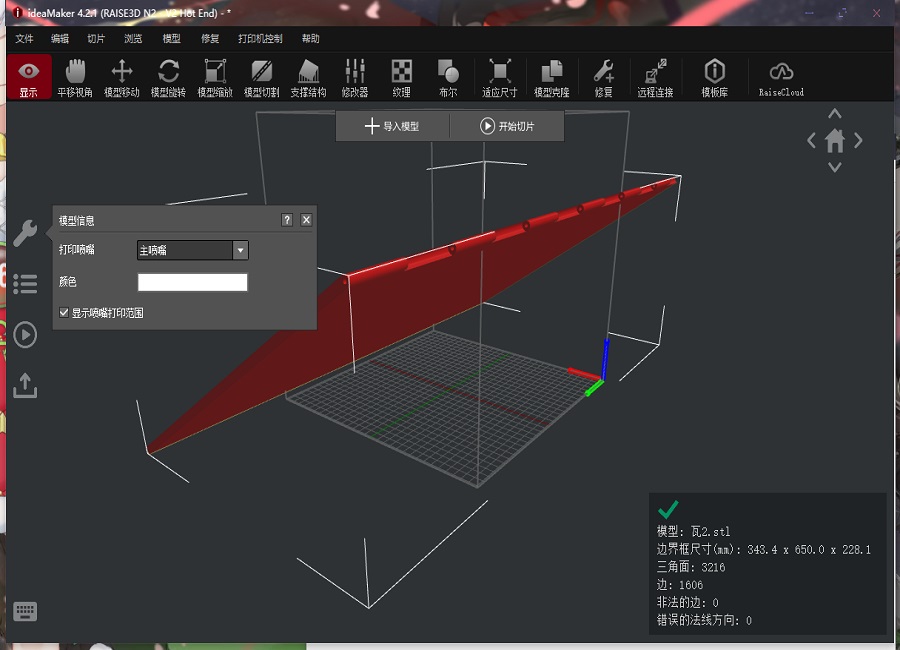 ideaMaker 4.2.1 (RAISE3D N2 - V2 Hot End) - *
文件 编辑 切片 浏览 模型 修复 打印机控制 帮助
显示 平移视角 模型移动 模型旋转 模型缩放 模型切割 支撑结构 修改器 纹理 布尔 适应尺寸 模型克隆 修复 远程连接 模板库 RaiseCloud
导入模型 开始切片
模型信息 ? X
打印喷嘴 主喷嘴
颜色
显示喷嘴打印范围
模型: 瓦2.stl
边界框尺寸(mm): 343.4 x 650.0 x 228.1
三角面: 3216
边: 1606
非法的边: 0
错误的法线方向: 0